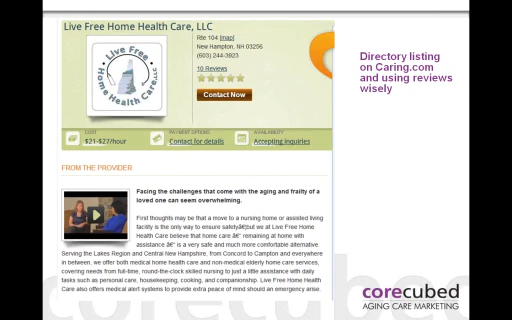 Live Free Home Health Care, LLC
Live Free
Home Health Care, LLC
Rte 104 [map]
New Hampton, NH 03256
(603) 244-3923
10 Reviews
Contact Now
Directory listing
on Caring.com
and using reviews
wisely
COST
$21-$27/hour
PAYMENT OPTIONS
Contact for details
AVAILABILITY
Accepting inquiries
FROM THE PROVIDER
Facing the challenges that come with the aging and frailty of a
loved one can seem overwhelming.
First thoughts may be that a move to a nursing home or assisted living
facility is the only way to ensure safetyâ€¦but we at Live Free Home
Health Care believe that home care â€“ remaining at home with
assistance â€“ is a very safe and much more comfortable alternative.
Serving the Lakes Region and Central New Hampshire, from Concord to Campton and everywhere
in between, we offer both medical home health care and non-medical elderly home care services,
covering needs from full-time, round-the-clock skilled nursing to just a little assistance with daily
tasks such as personal care, housekeeping, cooking, and companionship. Live Free Home Health
Care also offers medical alert systems to provide extra peace of mind should an emergency arise.
corecubed
corecubed
AGING CARE MARKETING